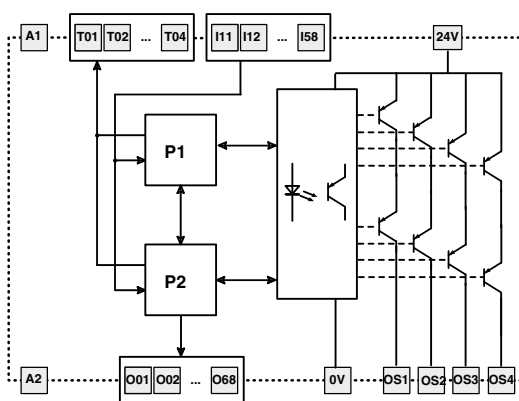 A1 T01 T02 ... T04 I11 I12 ... I58 24V
P1
P2
A2 O01 O02 ... O68 0V OS1 OS2 OS3 OS4